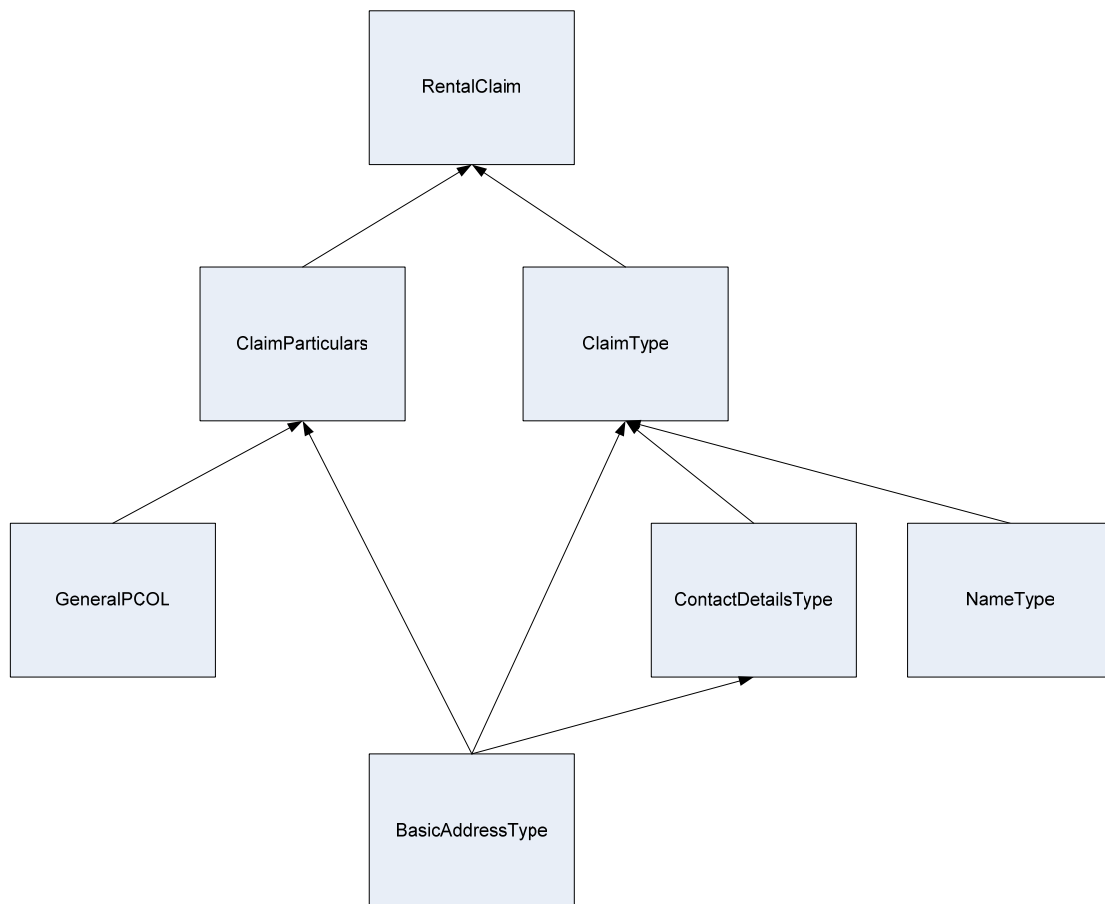 RentalClaim
ClaimParticulars
ClaimType
GeneralPCOL
ContactDetailsType
NameType
BasicAddressType